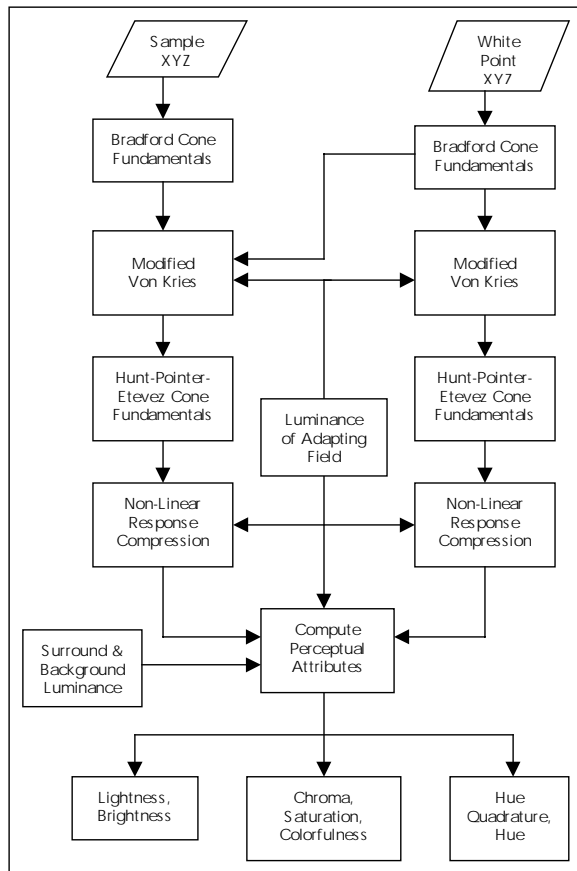 Sample
XYZ
White
Point
XYZ
Bradford Cone
Fundamentals
Bradford Cone
Fundamentals
Modified
Von Kries
Modified
Von Kries
Hunt-Pointer-
Etevez Cone
Fundamentals
Hunt-Pointer-
Etevez Cone
Fundamentals
Luminance
of Adapting
Field
Non-Linear
Response
Compression
Non-Linear
Response
Compression
Compute
Perceptual
Attributes
Surround &
Background
Luminance
Lightness,
Brightness
Chroma,
Saturation,
Colorfulness
Hue
Quadrature,
Hue